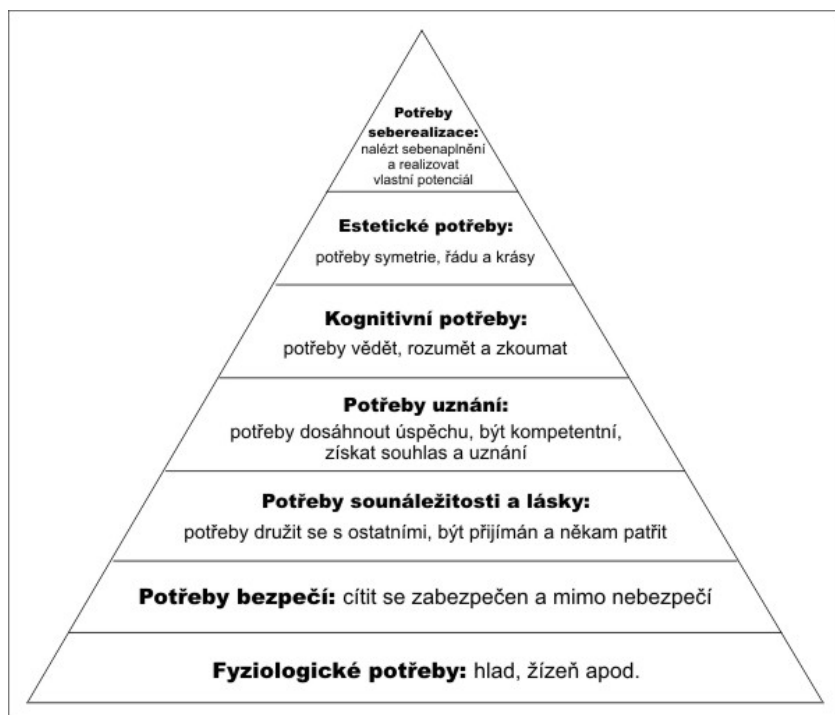 Potřeby
seberealizace:
nalézt sebenaplnění
a realizovat
vlastní potenciál
Estetické potřeby:
potřeby symetrie, řádu a krásy
Kognitivní potřeby:
potřeby vědět, rozumět a zkoumat
Potřeby uznání:
potřeby dosáhnout úspěchu, být kompetentní,
získat souhlas a uznání
Potřeby sounáležitosti a lásky:
potřeby družit se s ostatními, být přijímán a někam patřit
Potřeby bezpečí: cítit se zabezpečen a mimo nebezpečí
Fyziologické potřeby: hlad, žízeň apod.